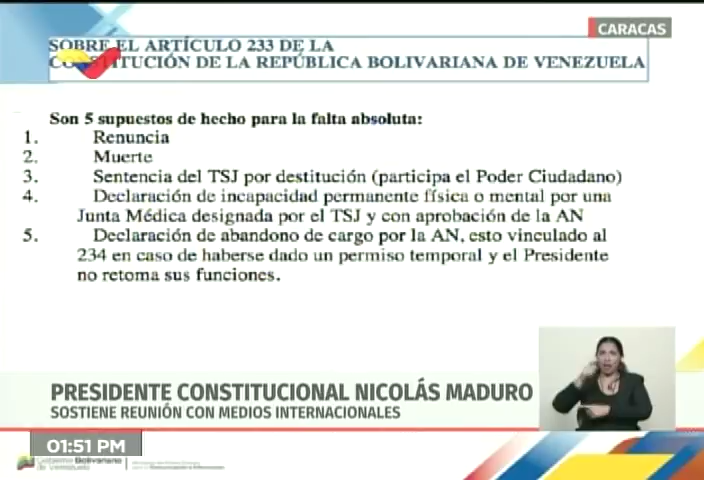 CARACAS
SOBRE EL ARTÍCULO 233 DE LA
CONSTITUCIÓN DE LA REPÚBLICA BOLIVARIANA DE VENEZUELA
Son 5 supuestos de hecho para la falta absoluta:
1. Renuncia
2. Muerte
3. Sentencia del TSJ por destitución (participa el Poder Ciudadano)
4. Declaración de incapacidad permanente física o mental por una
Junta Médica designada por el TSJ y con aprobación de la AN
5. Declaración de abandono de cargo por la AN, esto vinculado al
234 en caso de haberse dado un permiso temporal y el Presidente
no retoma sus funciones.
PRESIDENTE CONSTITUCIONAL NICOLÁS MADURO
SOSTIENE REUNIÓN CON MEDIOS INTERNACIONALES
01:51 PM
Gobierno Bolivariano
de Venezuela